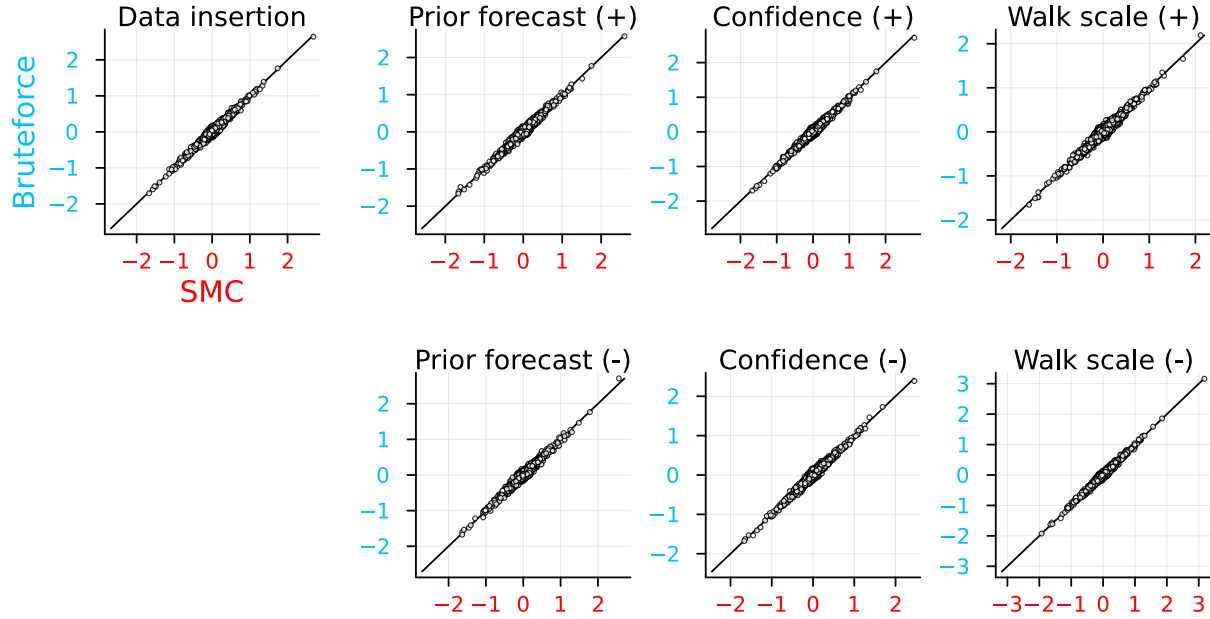 Data insertion
Prior forecast (+)
Confidence (+)
Walk scale (+)
Bruteforce
2
1
0
−1
−2
2
1
0
−1
−2
2
1
0
−1
−2
2
1
0
−1
−2
−2 −1 0 1 2
−2 −1 0 1 2
−2 −1 0 1 2
−2 −1 0 1 2
SMC
Prior forecast (-)
Confidence (-)
Walk scale (-)
2
1
0
−1
−2
2
1
0
−1
−2
3
2
1
0
−1
−2
−3
−2 −1 0 1 2
−2 −1 0 1 2
−3 −2 −1 0 1 2 3